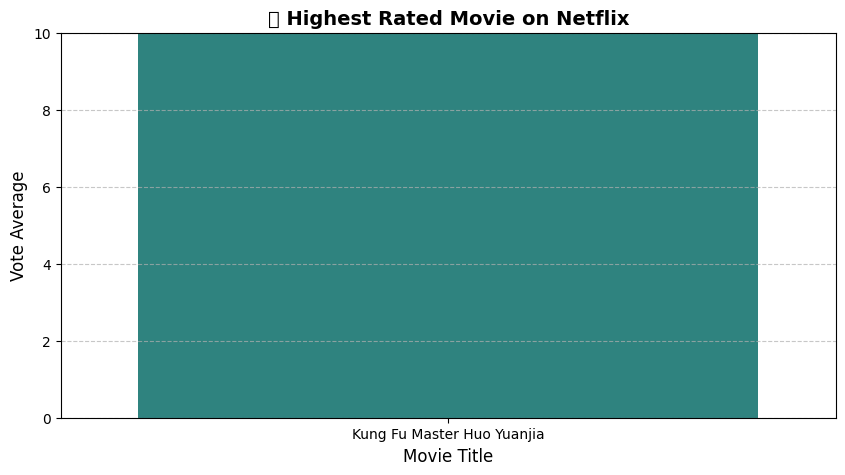 Highest Rated Movie on Netflix
10
8
6
4
2
0
Vote Average
Kung Fu Master Huo Yuanjia
Movie Title